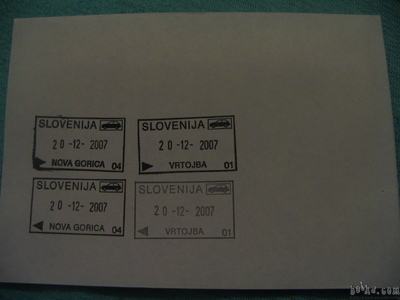 SLOVENIJA
20-12-2007
NOVA GORICA 04
SLOVENIJA
20-12-2007
VRTOJBA 01
SLOVENIJA
20-12-2007
NOVA GORICA 04
SLOVENIJA
20-12-2007
VRTOJBA 01